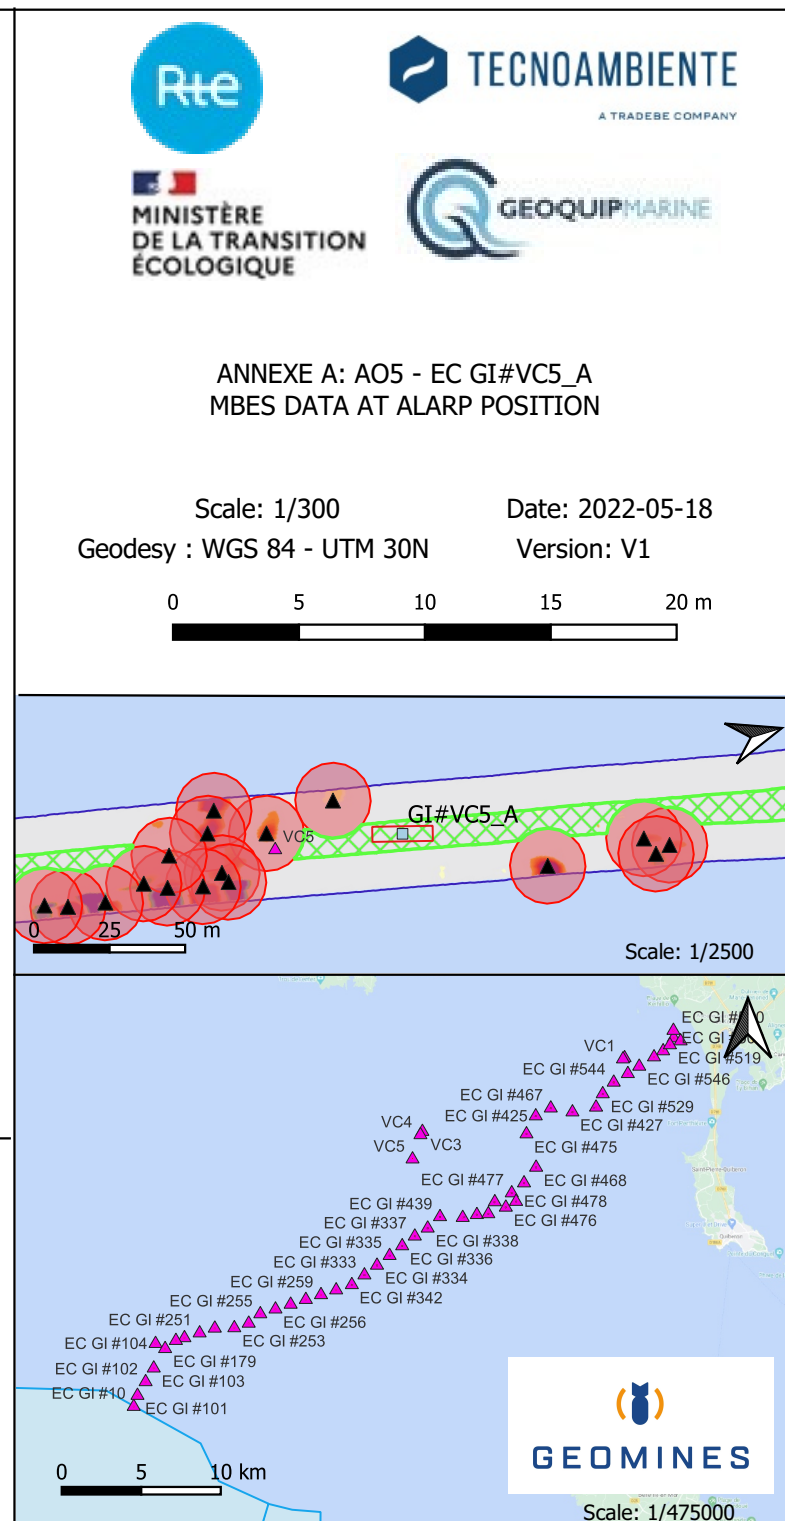 Rte
TECNOAMBIENTE
A TRADEBE COMPANY
MINISTÈRE
DE LA TRANSITION
ÉCOLOGIQUE
GEOQUIPMARINE
ANNEXE A: AO5 - EC GI#VC5_A
MBES DATA AT ALARP POSITION
Scale: 1/300
Date: 2022-05-18
Geodesy : WGS 84 - UTM 30N
Version: V1
0 5 10 15 20 m
GI#VC5_A
VC5
0 25 50 m
Scale: 1/2500
VC1
EC GI #519
EC GI #544
EC GI #546
EC GI #467
EC GI #529
EC GI #425
EC GI #427
VC4
VC3
VC5
EC GI #475
EC GI #477
EC GI #468
EC GI #478
EC GI #439
EC GI #476
EC GI #337
EC GI #338
EC GI #335
EC GI #336
EC GI #333
EC GI #334
EC GI #259
EC GI #342
EC GI #255
EC GI #256
EC GI #251
EC GI #253
EC GI #104
EC GI #179
EC GI #102
EC GI #103
EC GI #10
EC GI #101
Quiberon
0 5 10 km
GEOMINES
Scale: 1/475000